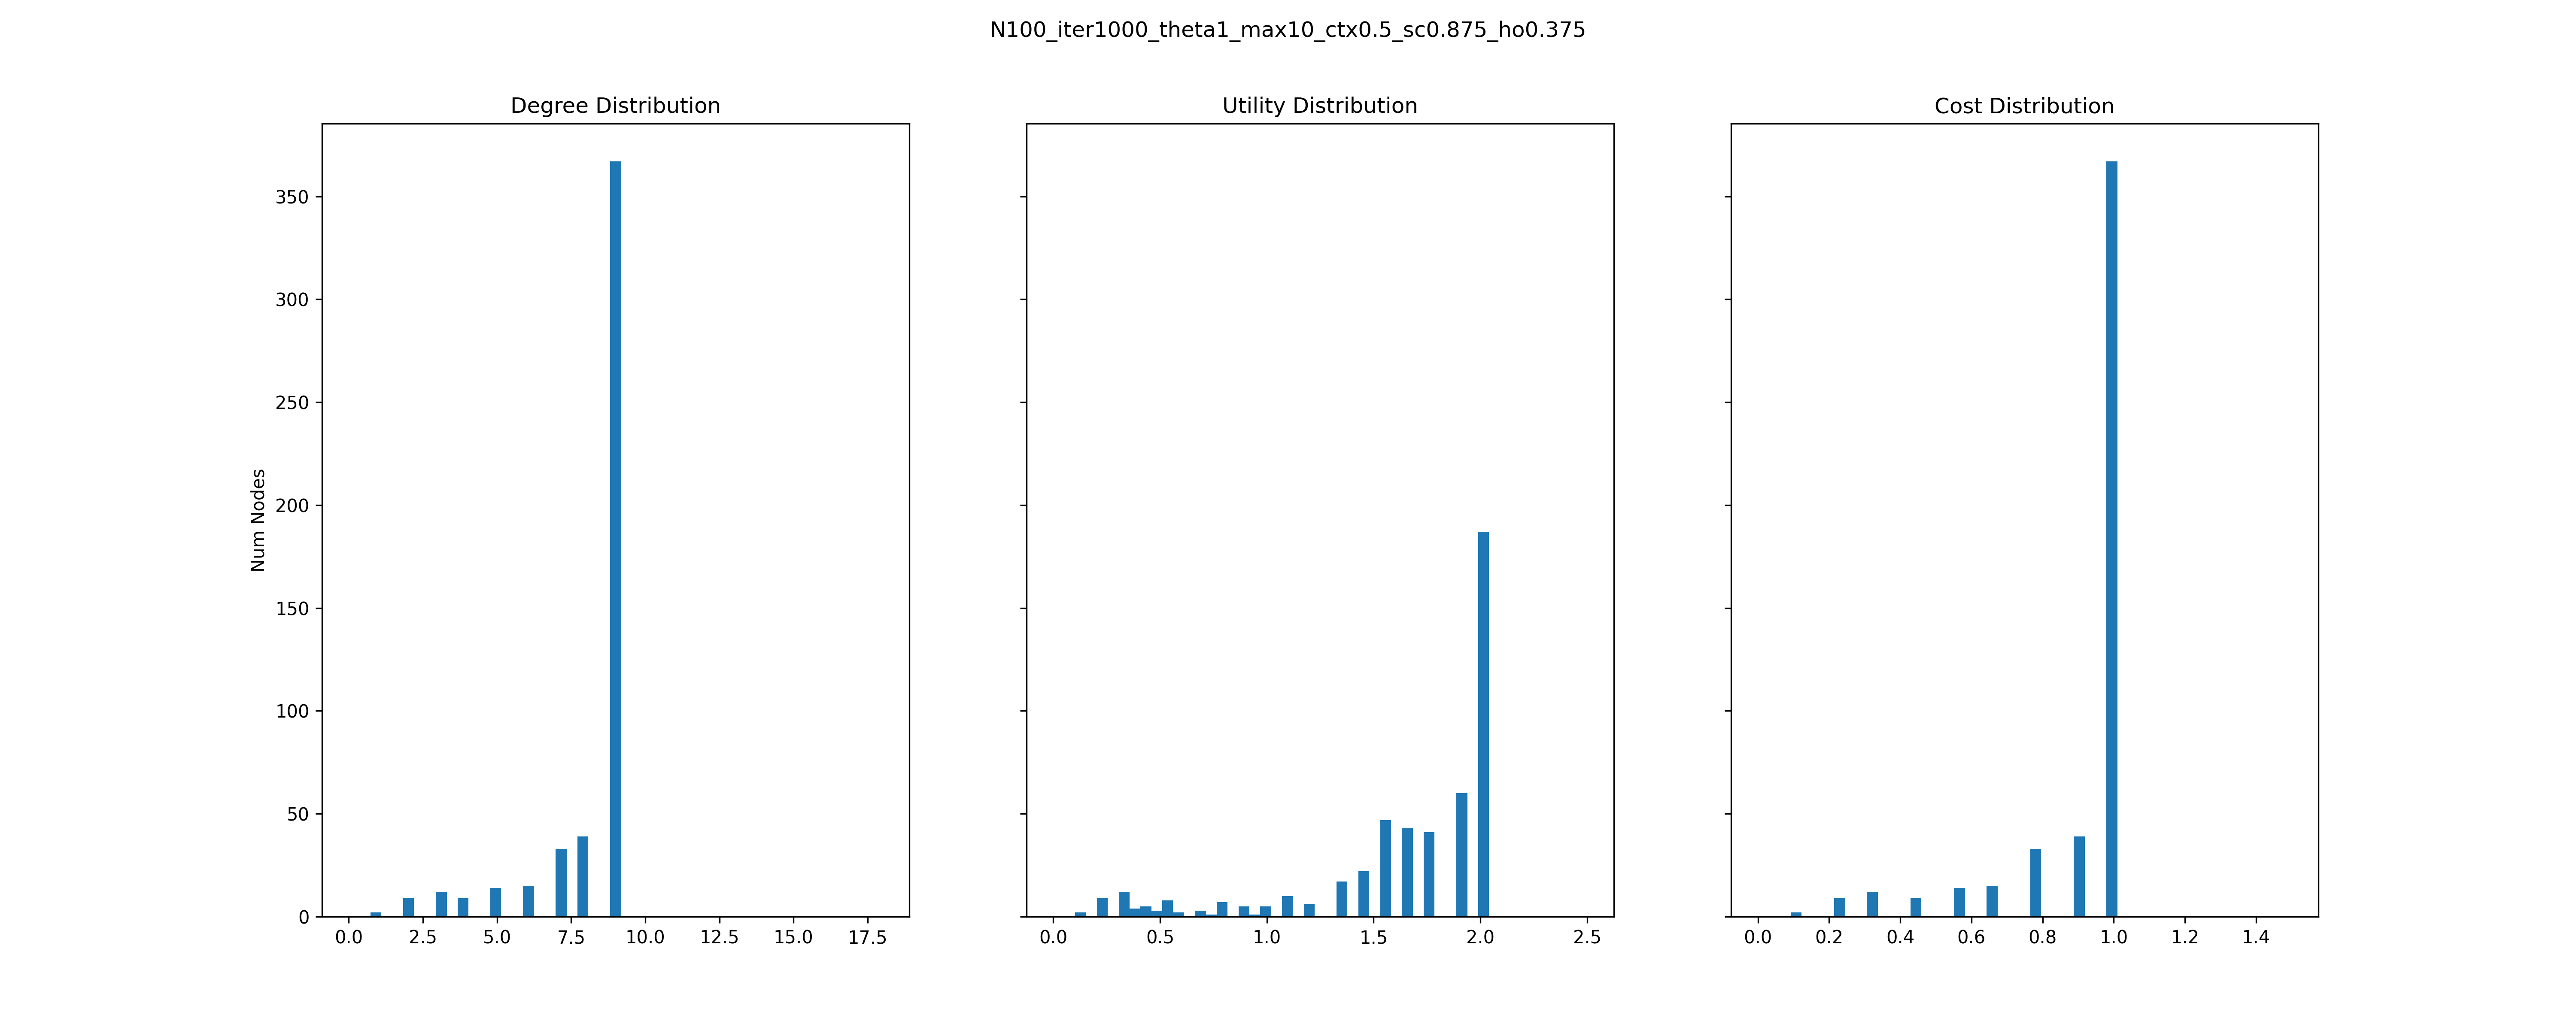 N100_iter1000_theta1_max10_ctx0.5_sc0.875_ho0.375
Degree Distribution
Utility Distribution
Cost Distribution
Num Nodes
350
300
250
200
150
100
50
0
0.0 2.5 5.0 7.5 10.0 12.5 15.0 17.5
0.0 0.5 1.0 1.5 2.0 2.5
0.0 0.2 0.4 0.6 0.8 1.0 1.2 1.4